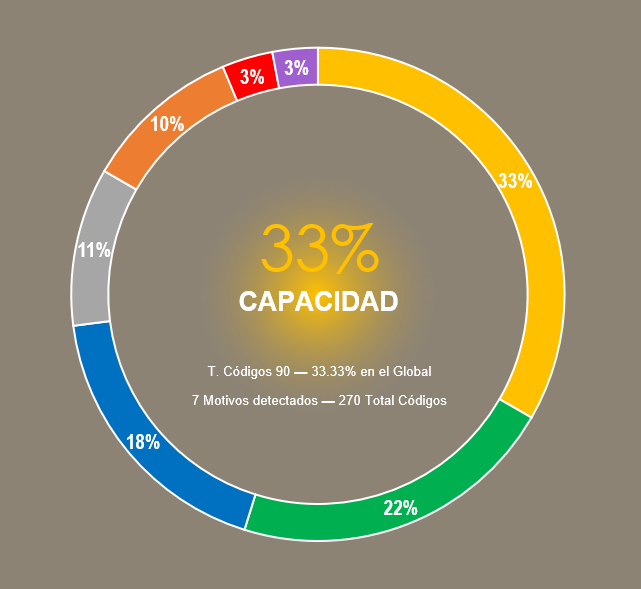 3%
3%
10%
33%
11%
33%
CAPACIDAD
T. Códigos 90 — 33.33% en el Global
7 Motivos detectados — 270 Total Códigos
18%
22%